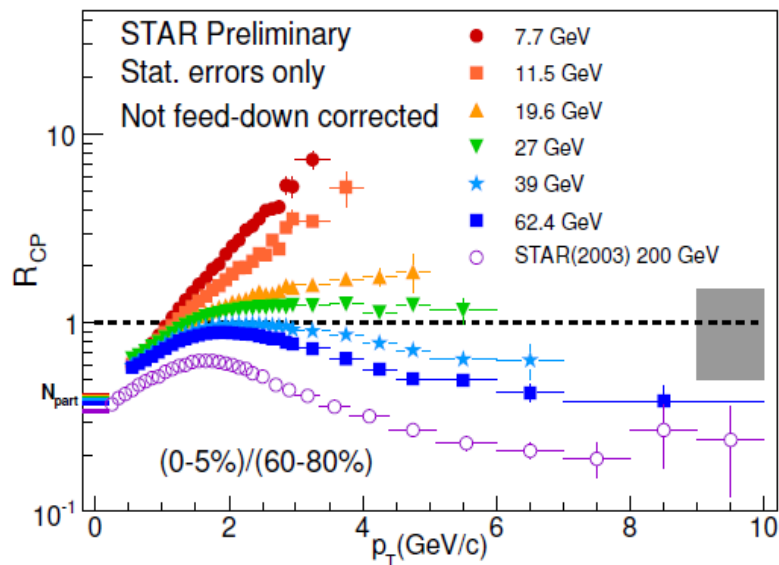 STAR Preliminary
Stat. errors only
Not feed-down corrected
7.7 GeV
11.5 GeV
19.6 GeV
27 GeV
39 GeV
62.4 GeV
STAR(2003) 200 GeV
R_CP
10
1
10^-1
N_part
(0-5%)/(60-80%)
0 2 4 6 8 10
p_T(GeV/c)